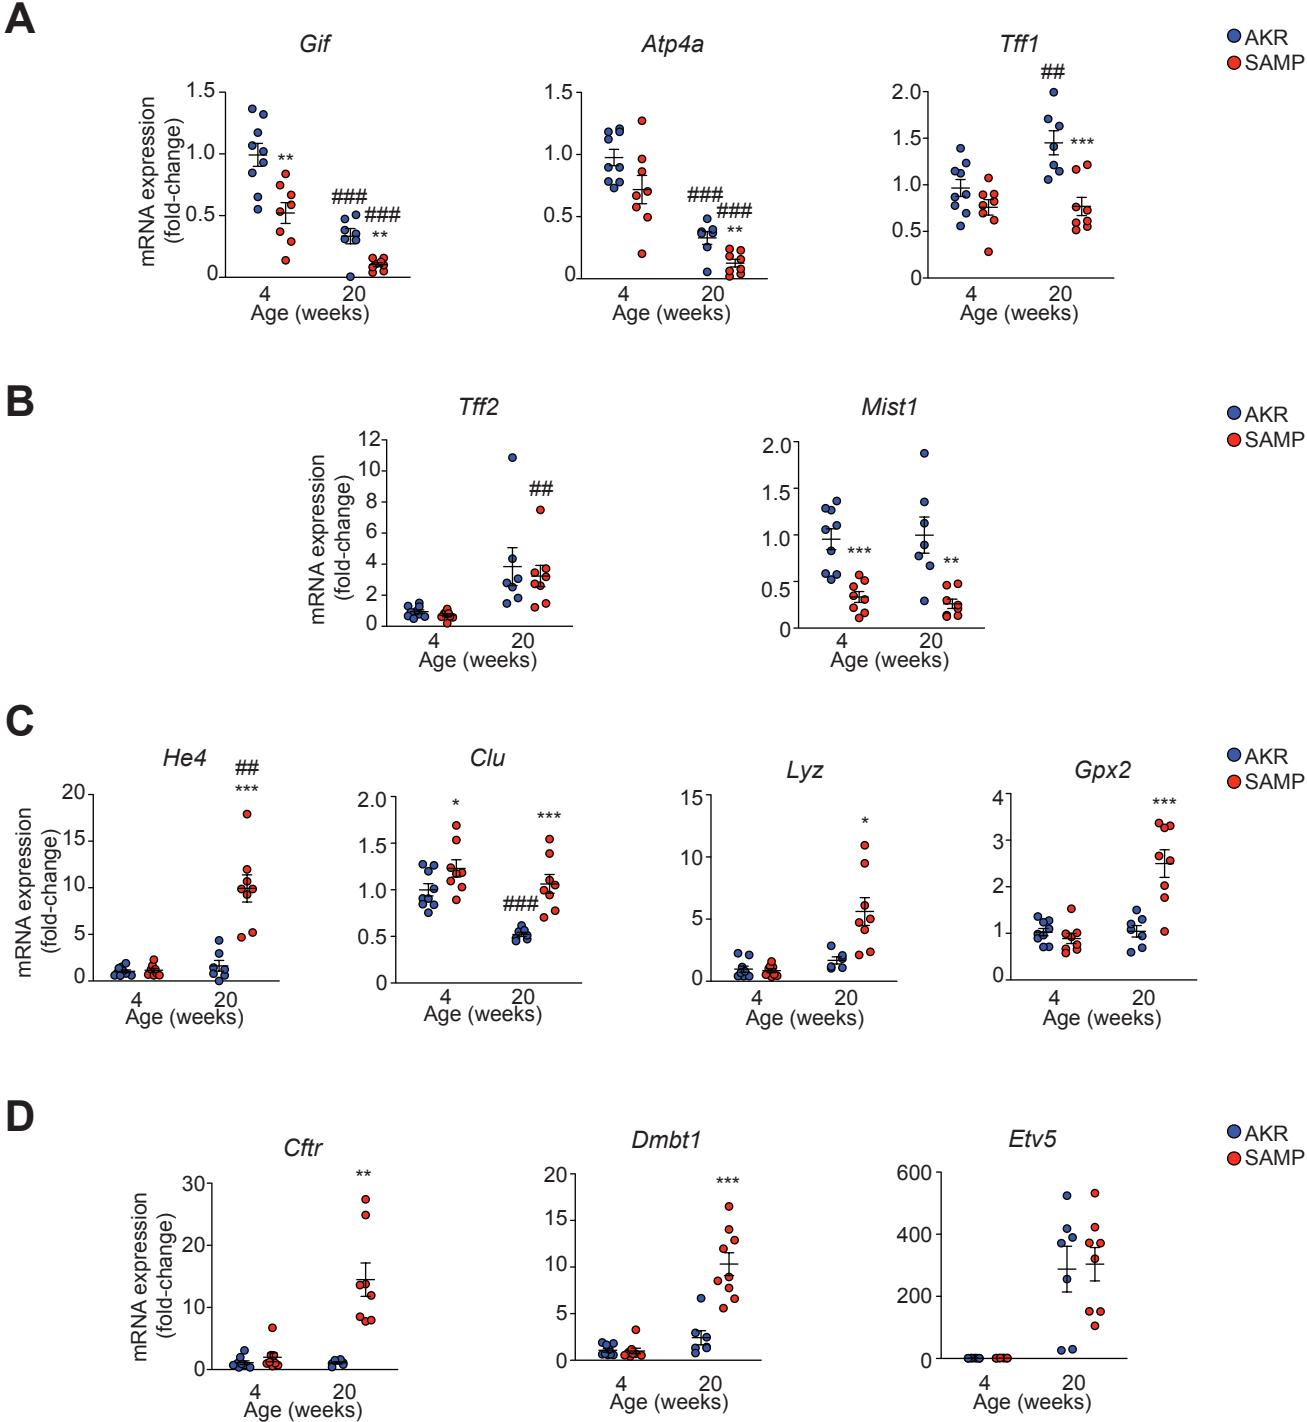 A
Gif
Atp4a
Tff1
AKR
SAMP
mRNA expression
(fold-change)
1.5
1.0
0.5
0
**
###
###
**
4
20
Age (weeks)
1.5
1.0
0.5
0
###
###
**
4
20
Age (weeks)
2.0
1.5
1.0
0.5
0
##
***
4
20
Age (weeks)
B
Tff2
Mist1
AKR
SAMP
mRNA expression
(fold-change)
12
10
8
6
4
2
0
##
4
20
Age (weeks)
2.0
1.5
1.0
0.5
0
***
**
4
20
Age (weeks)
C
He4
Clu
Lyz
Gpx2
AKR
SAMP
mRNA expression
(fold-change)
20
15
10
5
0
##
***
4
20
Age (weeks)
2.0
1.5
1.0
0.5
0
*
###
***
4
20
Age (weeks)
15
10
5
0
*
4
20
Age (weeks)
4
3
2
1
0
***
4
20
Age (weeks)
D
Cftr
Dmbt1
Etv5
AKR
SAMP
mRNA expression
(fold-change)
30
20
10
0
**
4
20
Age (weeks)
20
15
10
5
0
***
4
20
Age (weeks)
600
400
200
0
4
20
Age (weeks)